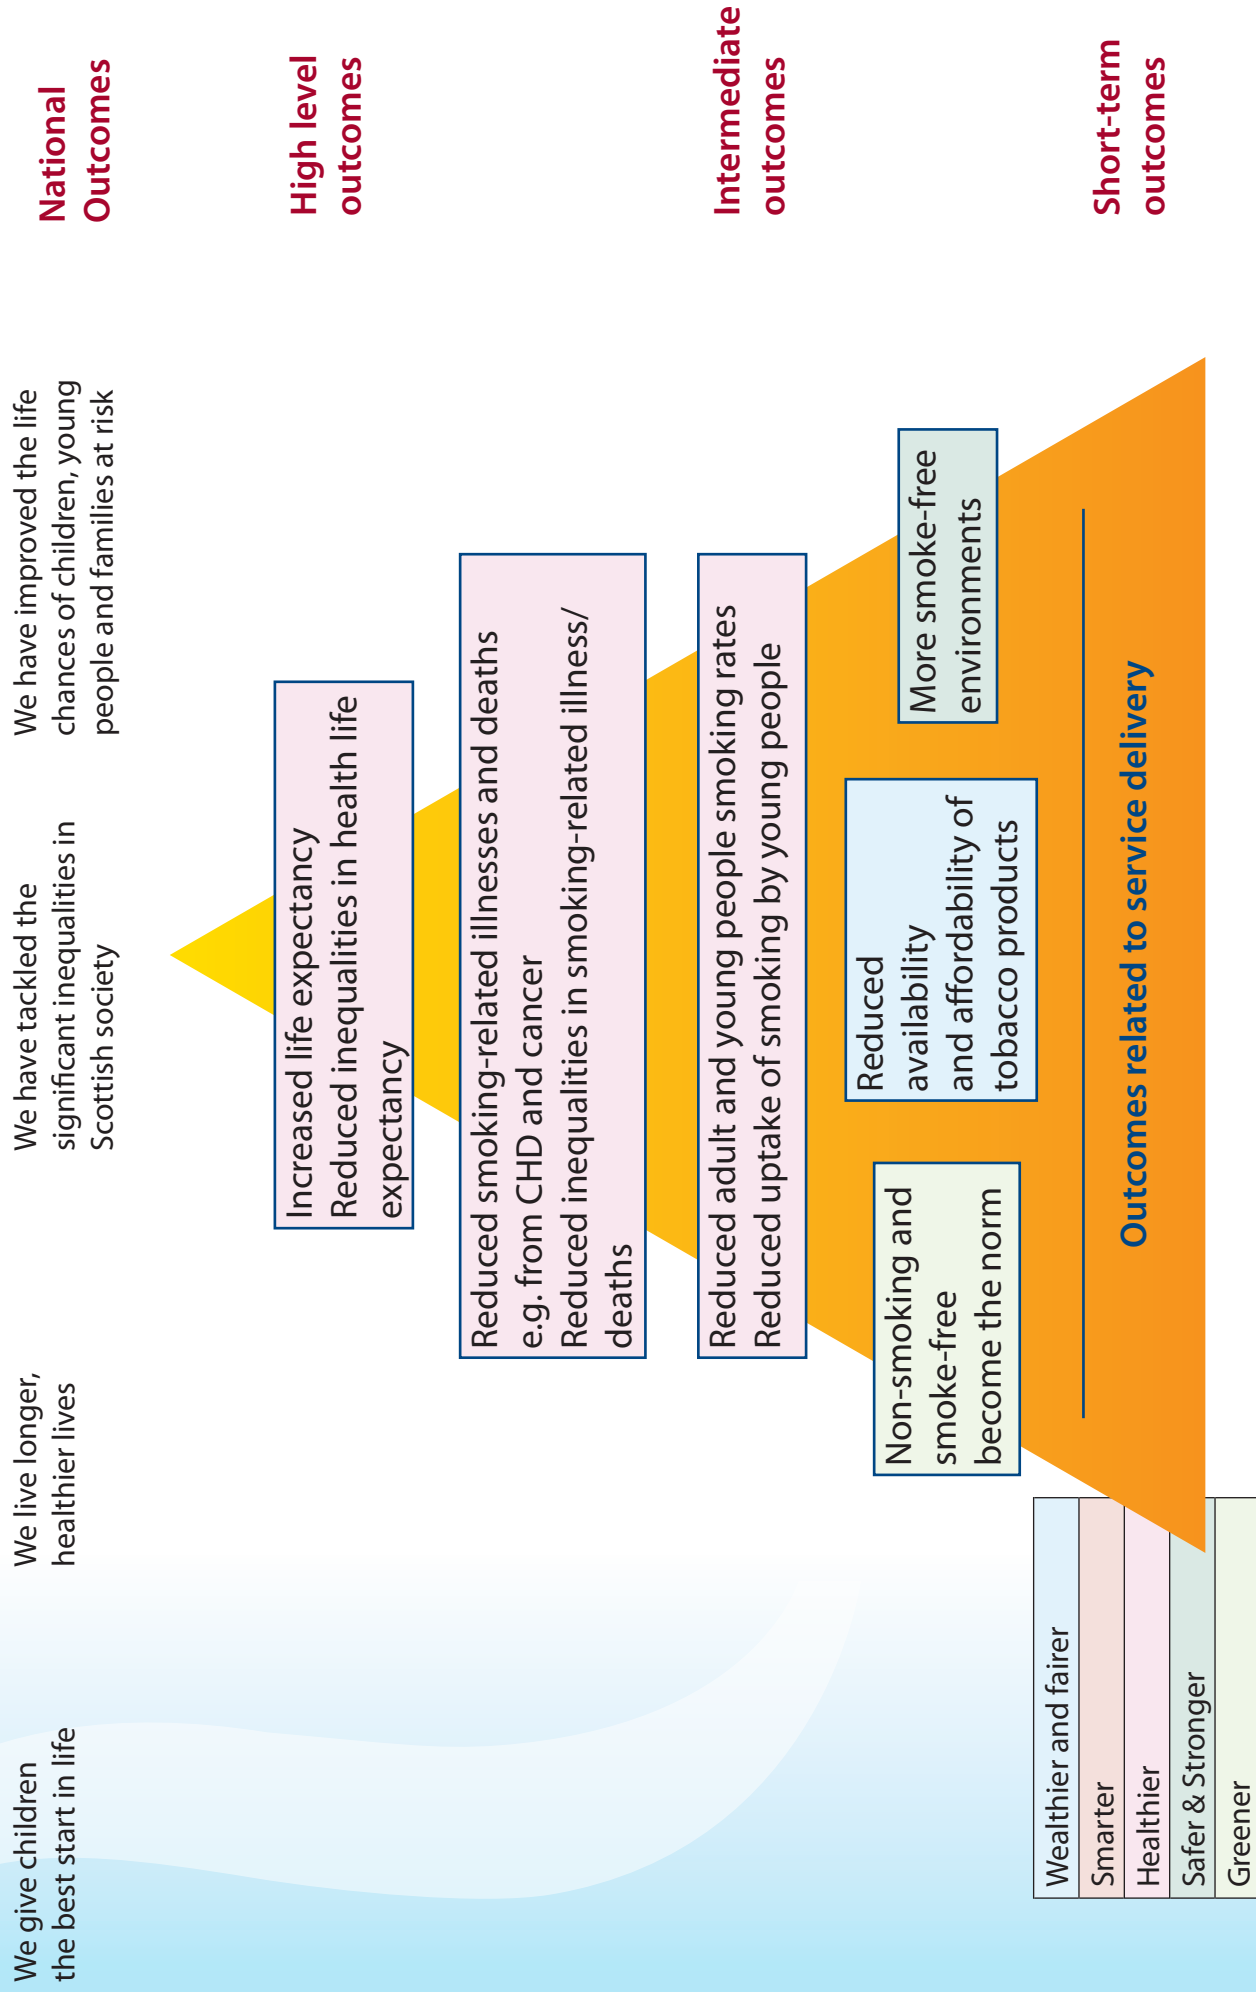 We give children
the best start in life
We live longer,
healthier lives
We have tackled the
significant inequalities in
Scottish society
We have improved the life
chances of children, young
people and families at risk
National
Outcomes
Increased life expectancy
Reduced inequalities in health life
expectancy
High level
outcomes
Reduced smoking-related illnesses and deaths
e.g. from CHD and cancer
Reduced inequalities in smoking-related illness/
deaths
Reduced adult and young people smoking rates
Reduced uptake of smoking by young people
Intermediate
outcomes
Non-smoking and
smoke-free
become the norm
Reduced
availability
and affordability of
tobacco products
More smoke-free
environments
Outcomes related to service delivery
Short-term
outcomes
Wealthier and fairer
Smarter
Healthier
Safer & Stronger
Greener